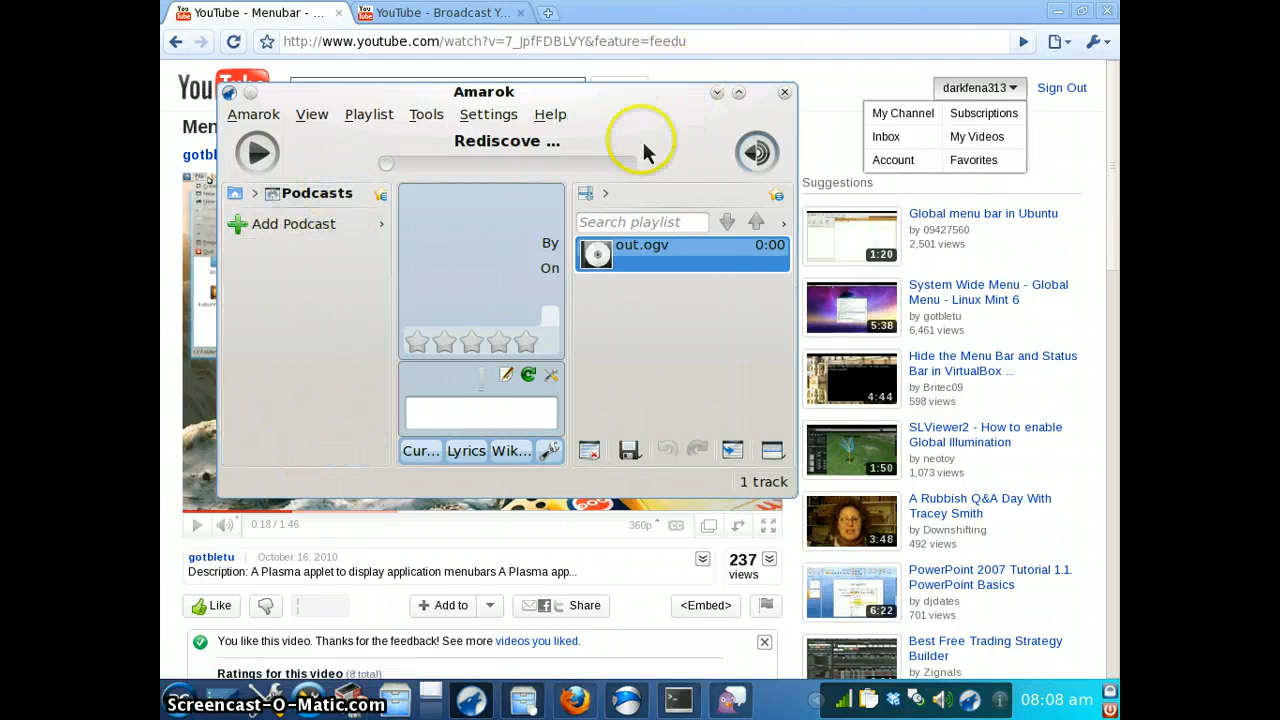 YouTube - Menubar - ...
YouTube - Broadcast Y...
http://www.youtube.com/watch?v=7_JpfFDBLVY&feature=feedu
You
darkfena313
Sign Out
My Channel
Subscriptions
Inbox
My Videos
Account
Favorites
Men
gotbl
Amarok
Amarok View Playlist Tools Settings Help
Rediscove ...
Podcasts
Add Podcast
By
On
Search playlist
out.ogv 0:00
Cur... Lyrics Wik...
1 track
Suggestions
Global menu bar in Ubuntu
by 09427560
2,501 views
1:20
System Wide Menu - Global
Menu - Linux Mint 6
by gotbletu
6,461 views
5:38
Hide the Menu Bar and Status
Bar in VirtualBox ...
by Britec09
598 views
4:44
SLViewer2 - How to enable
Global Illumination
by neotoy
1,073 views
1:50
A Rubbish Q&A Day With
Tracey Smith
by Downshifting
492 views
3:48
PowerPoint 2007 Tutorial 1.1.
PowerPoint Basics
by djdates
701 views
6:22
Best Free Trading Strategy
Builder
by Zignals
0:18 / 1:46
360p
CC
gotbletu | October 16, 2010
Description: A Plasma applet to display application menubars A Plasma app...
237
views
Like
Add to
Share
<Embed>
You like this video. Thanks for the feedback! See more videos you liked.
Ratings for this video (8 total)
Screencast-O-Matic.com
08:08 am